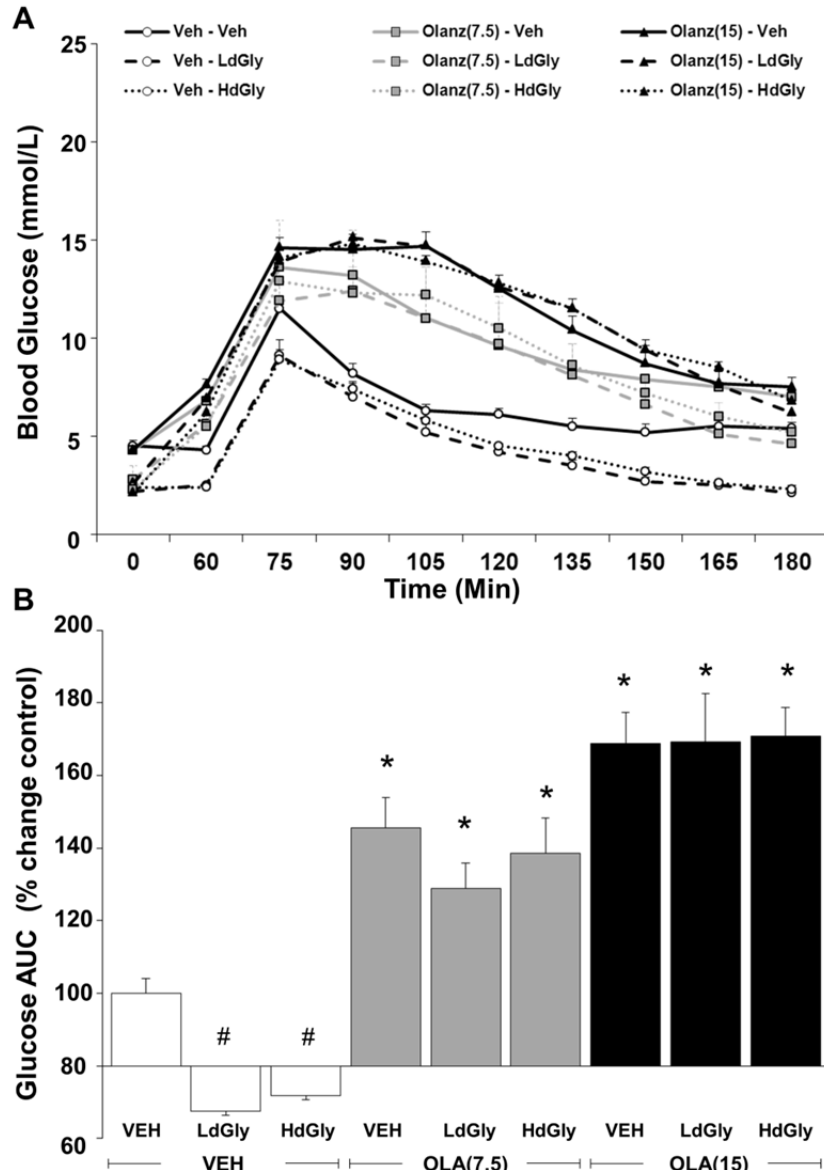 A
Veh - Veh Olanz(7.5) - Veh Olanz(15) - Veh
Veh - LdGly Olanz(7.5) - LdGly Olanz(15) - LdGly
Veh - HdGly Olanz(7.5) - HdGly Olanz(15) - HdGly
25
20
15
10
5
0
Blood Glucose (mmol/L)
0 60 75 90 105 120 135 150 165 180
Time (Min)
B
200
180
160
140
120
100
80
60
Glucose AUC (% change control)
* * * * * *
# #
VEH LdGly HdGly VEH LdGly HdGly VEH LdGly HdGly
VEH OLA(7.5) OLA(15)